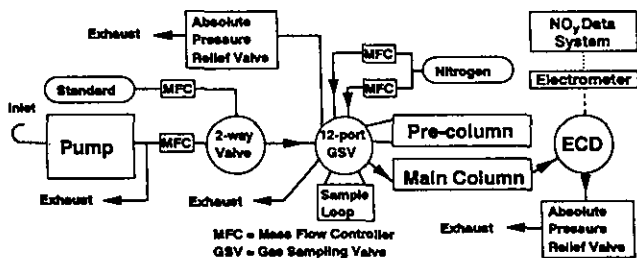 Exhaust
Absolute
Pressure
Relief Valve
NOy Data
System
MFC
Nitrogen
MFC
Electrometer
Standard
MFC
Inlet
Pump
MFC
2-way
Valve
12-port
GSV
Pre-column
Main Column
ECD
Exhaust
Exhaust
Sample
Loop
MFC = Mass Flow Controller
GSV = Gas Sampling Valve
Exhaust
Absolute
Pressure
Relief Valve